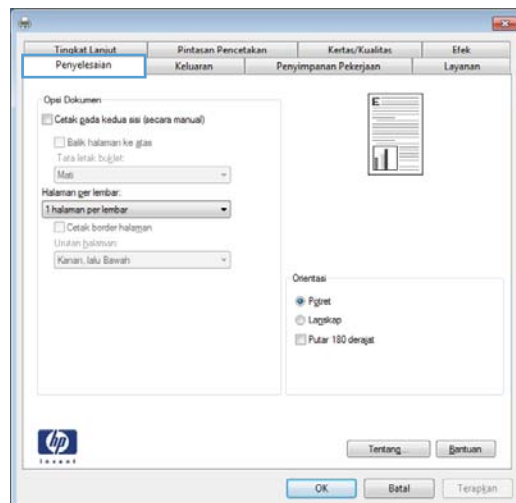 Tingkat Lanjut Pintasan Pencetakan Kertas/Kualitas Efek
Penyelesaian Keluaran Penyimpanan Pekerjaan Layanan
Opsi Dokumen
Cetak pada kedua sisi (secara manual)
Balik halaman ke atas
Tata letak buklet:
Mati
Halaman per lembar:
1 halaman per lembar
Cetak border halaman
Urutan halaman:
Kanan, lalu Bawah
E
Orientasi
Potret
Lanskap
Putar 180 derajat
hp
invent
Tentang... Bantuan
OK Batal Terapkan